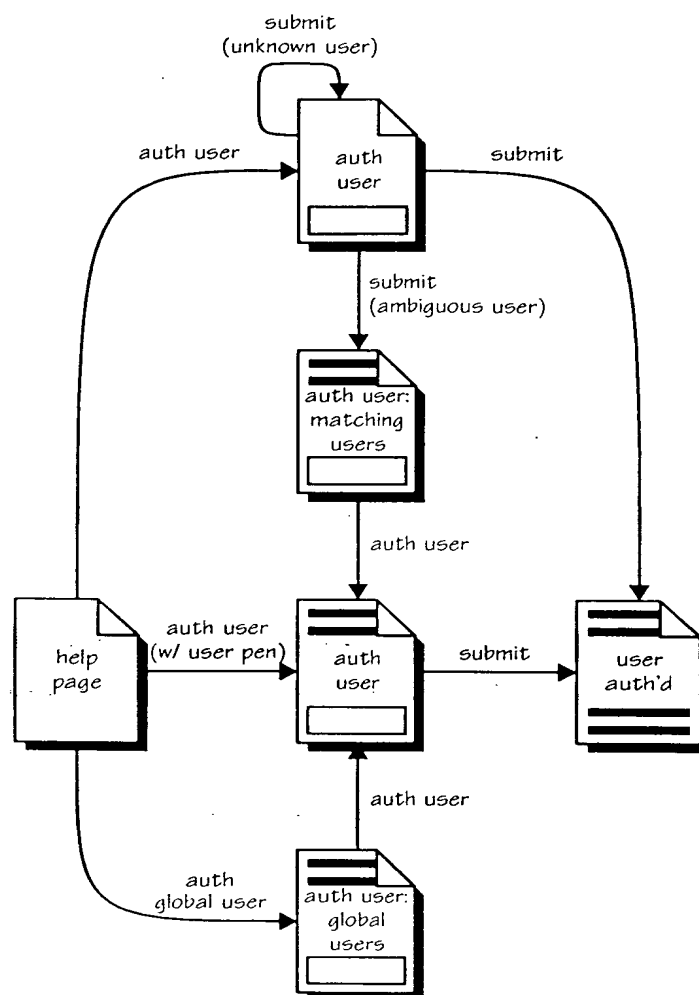 submit
(unknown user)
auth user
auth
user
submit
submit
(ambiguous user)
auth user:
matching
users
auth user
help
page
auth user
(w/ user pen)
auth
user
submit
user
auth'd
auth user
auth
global user
auth user:
global
users